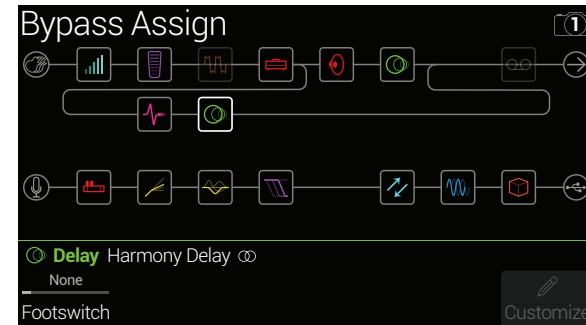 Bypass Assign
1
Delay Harmony Delay
None
Footswitch
Customize